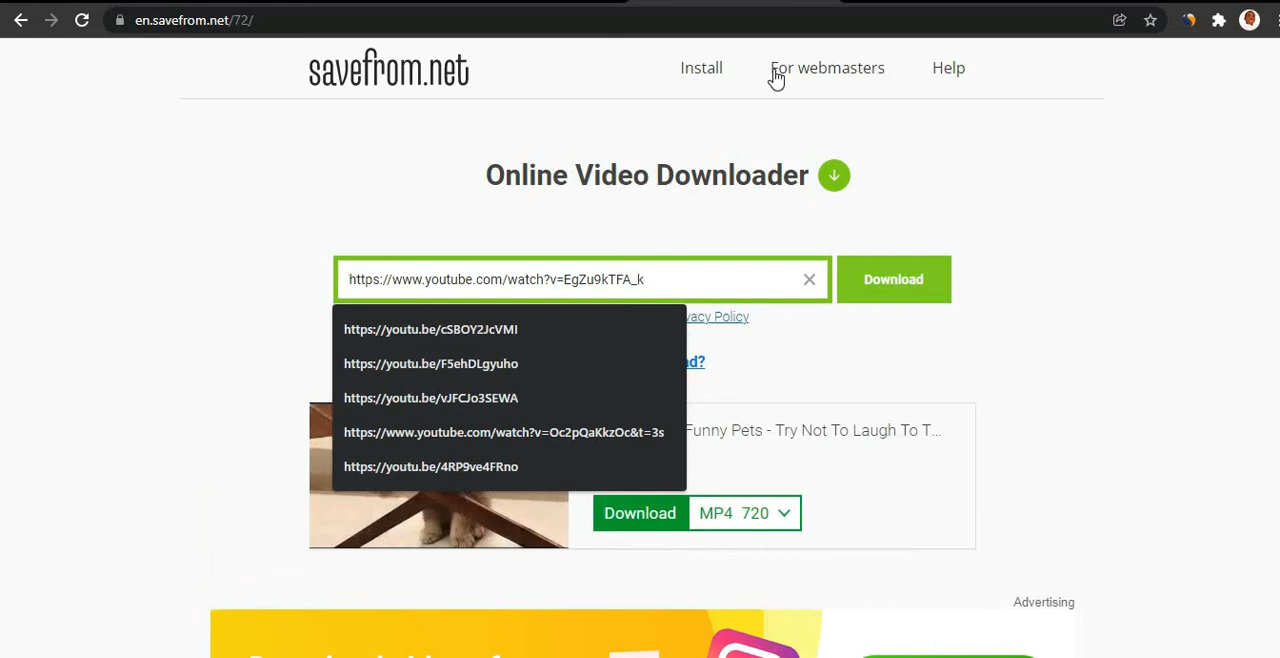 en.savefrom.net/72/
savefrom.net
Install
For webmasters
Help
Online Video Downloader
https://www.youtube.com/watch?v=EgZu9kTFA_k
Download
https://youtu.be/cSBOY2JcVMI
https://youtu.be/F5ehDLgyuho
https://youtu.be/vJFCJo3SEWA
https://www.youtube.com/watch?v=Oc2pQaKkzOc&t=3s
https://youtu.be/4RP9ve4FRno
vacy Policy
ad?
Funny Pets - Try Not To Laugh To T...
Download MP4 720
Advertising